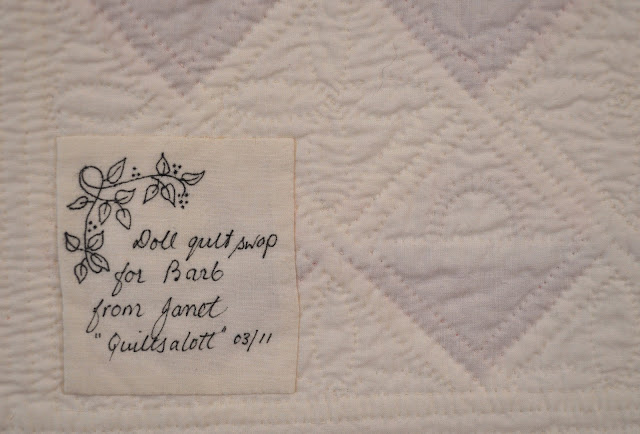 Doll quilt swap
for Barb
from Janet
"Quiltsalott" 03/11